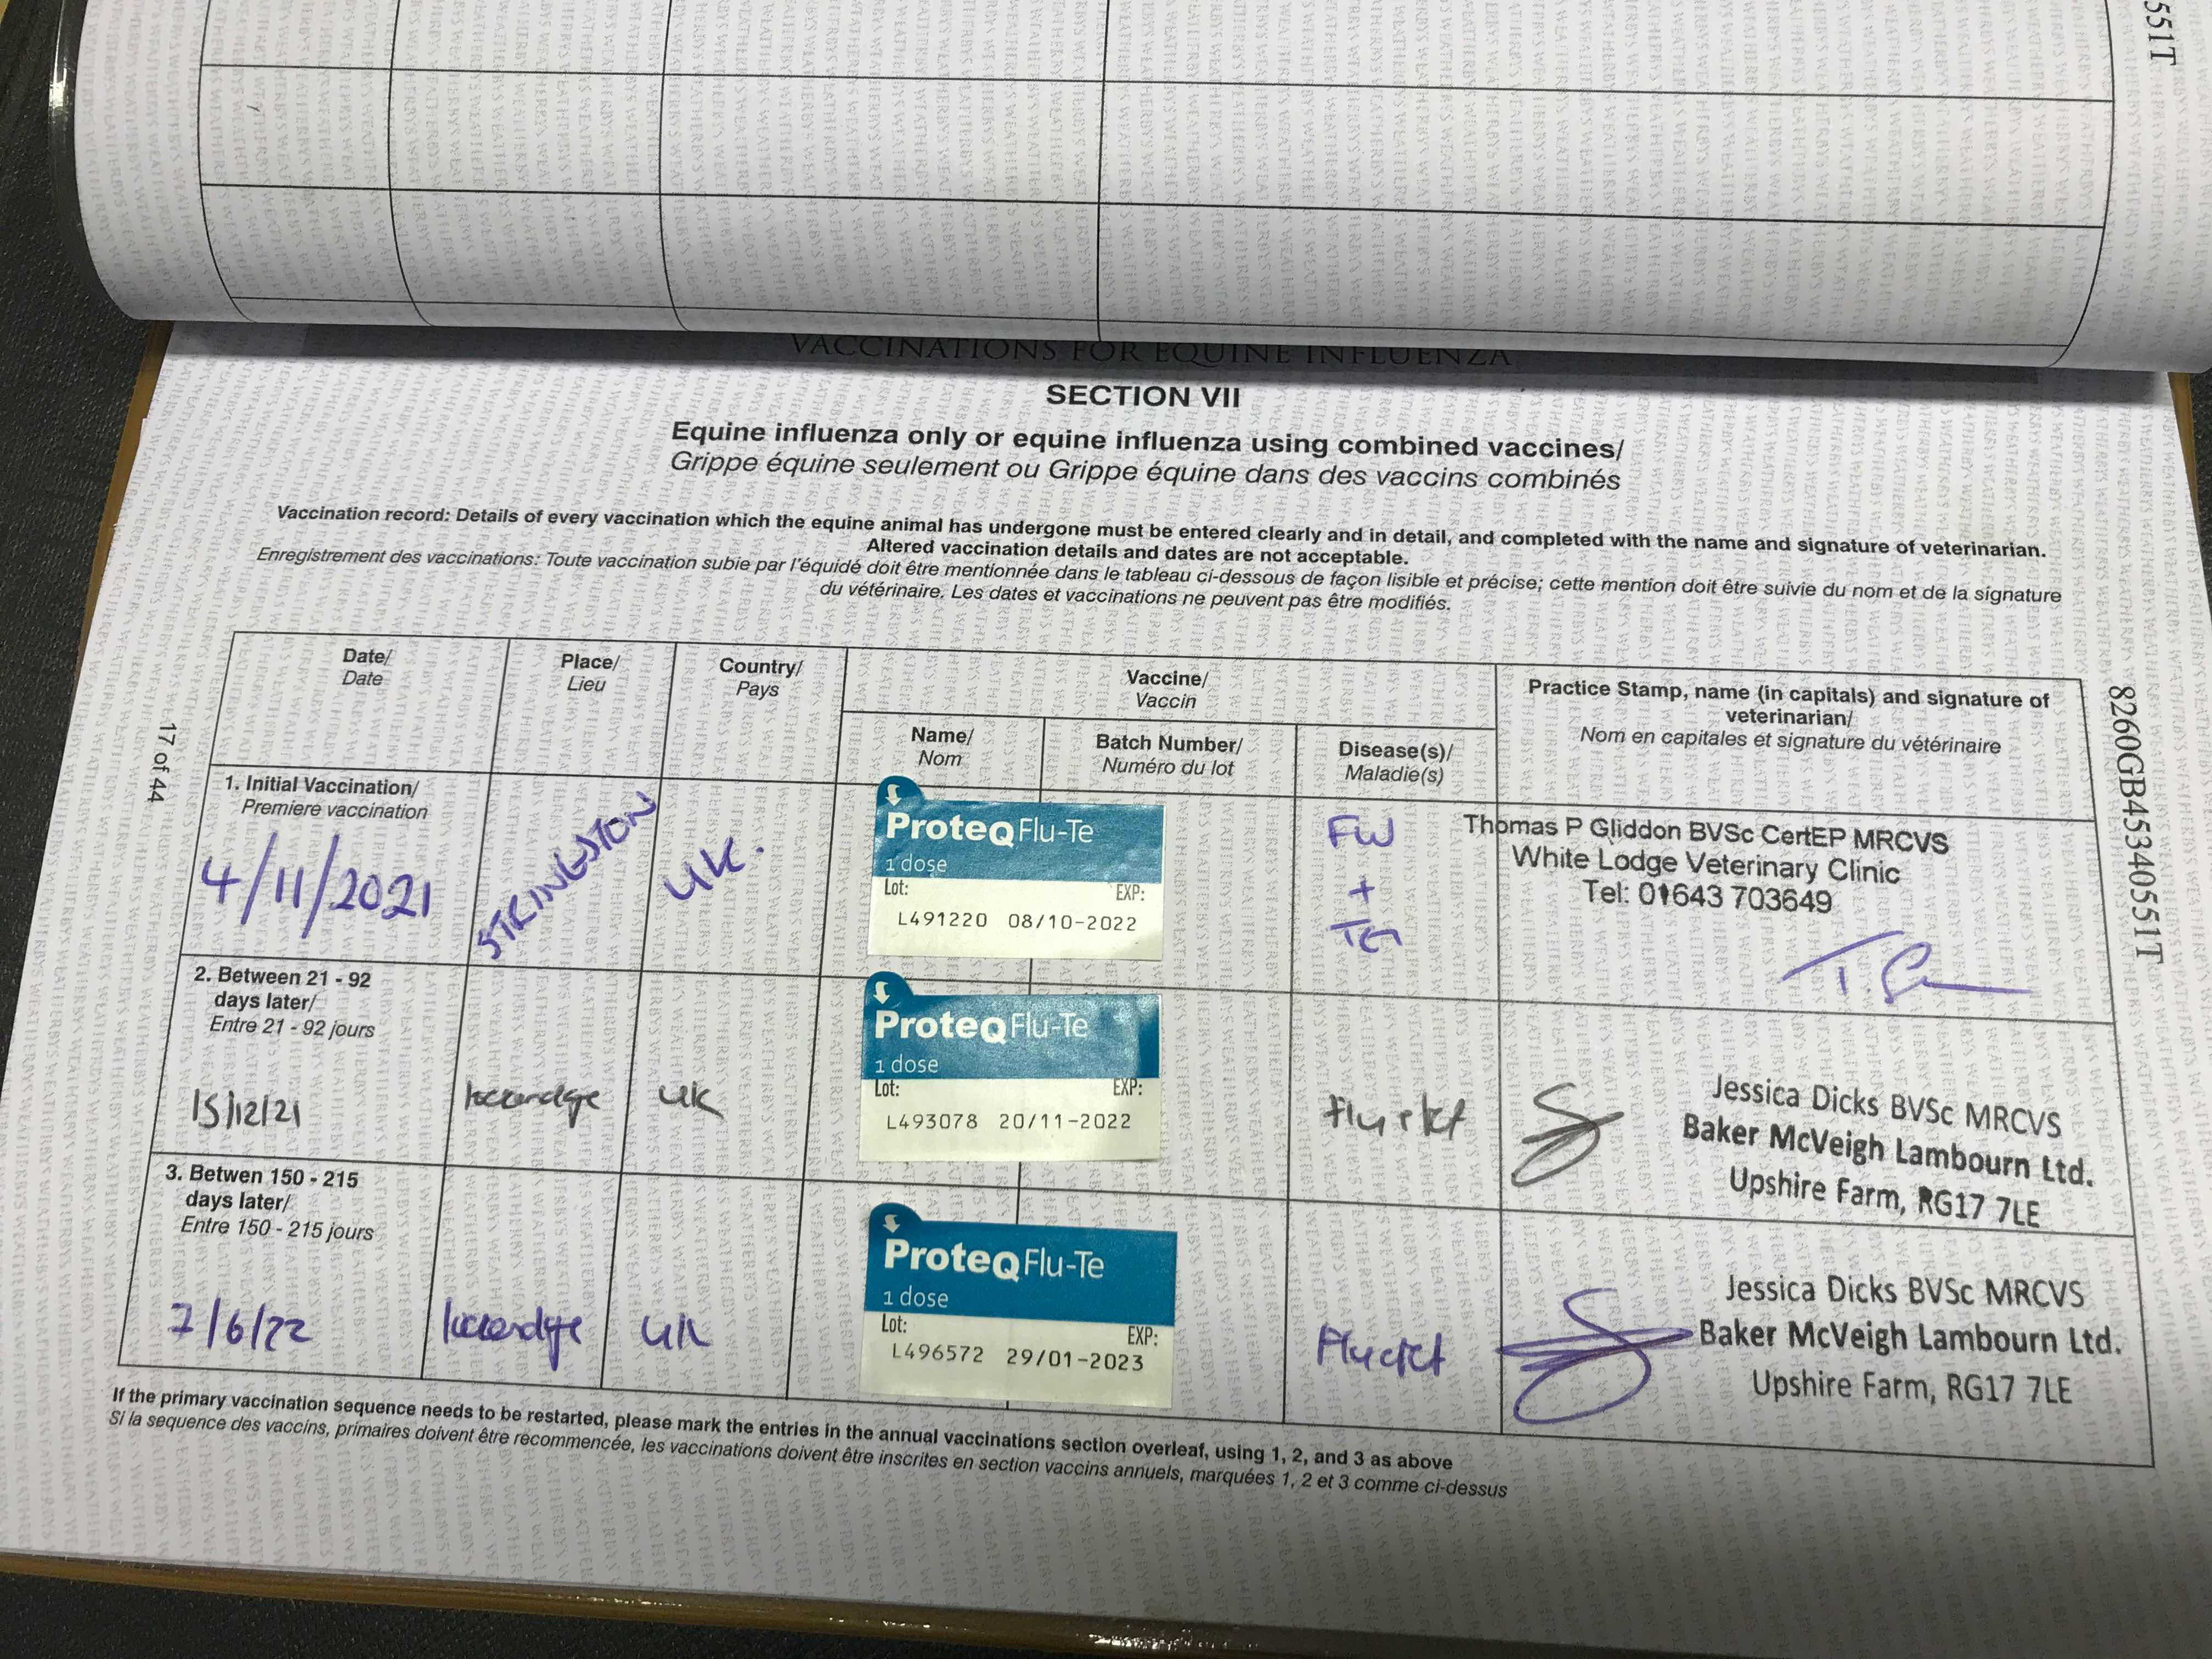 551T
VACCINATIONS FOR EQUINE INFLUENZA
SECTION VII
Equine influenza only or equine influenza using combined vaccines/
Grippe équine seulement ou Grippe équine dans des vaccins combinés
Vaccination record: Details of every vaccination which the equine animal has undergone must be entered clearly and in detail, and completed with the name and signature of veterinarian.
Altered vaccination details and dates are not acceptable.
Enregistrement des vaccinations: Toute vaccination subie par l'équidé doit être mentionnée dans le tableau ci-dessous de façon lisible et précise; cette mention doit être suivie du nom et de la signature
du vétérinaire. Les dates et vaccinations ne peuvent pas être modifiés.
17 of 44
8260GB45340551T
Date/
Date
Place/
Lieu
Country/
Pays
Vaccine/
Vaccin
Name/
Nom
Batch Number/
Numéro du lot
Disease(s)/
Maladie(s)
Practice Stamp, name (in capitals) and signature of
veterinarian/
Nom en capitales et signature du vétérinaire
1. Initial Vaccination/
Premiere vaccination
4/11/2021
STRINGSTON
UK.
ProteqFlu-Te
1 dose
Lot: EXP:
L491220 08/10-2022
+
Thomas P Gliddon BVSc CertEP MRCVS
White Lodge Veterinary Clinic
Tel: 01643 703649
2. Between 21 - 92
days later/
Entre 21 - 92 jours
15/12/21
UK
ProteqFlu-Te
1 dose
Lot: EXP:
L493078 20/11-2022
Jessica Dicks BVSc MRCVS
Baker McVeigh Lambourn Ltd.
Upshire Farm, RG17 7LE
3. Betwen 150 - 215
days later/
Entre 150 - 215 jours
7/6/22
UK
ProteqFlu-Te
1 dose
Lot: EXP:
L496572 29/01-2023
Jessica Dicks BVSc MRCVS
Baker McVeigh Lambourn Ltd.
Upshire Farm, RG17 7LE
If the primary vaccination sequence needs to be restarted, please mark the entries in the annual vaccinations section overleaf, using 1, 2, and 3 as above
Si la sequence des vaccins, primaires doivent être recommencée, les vaccinations doivent être inscrites en section vaccins annuels, marquées 1, 2 et 3 comme ci-dessus